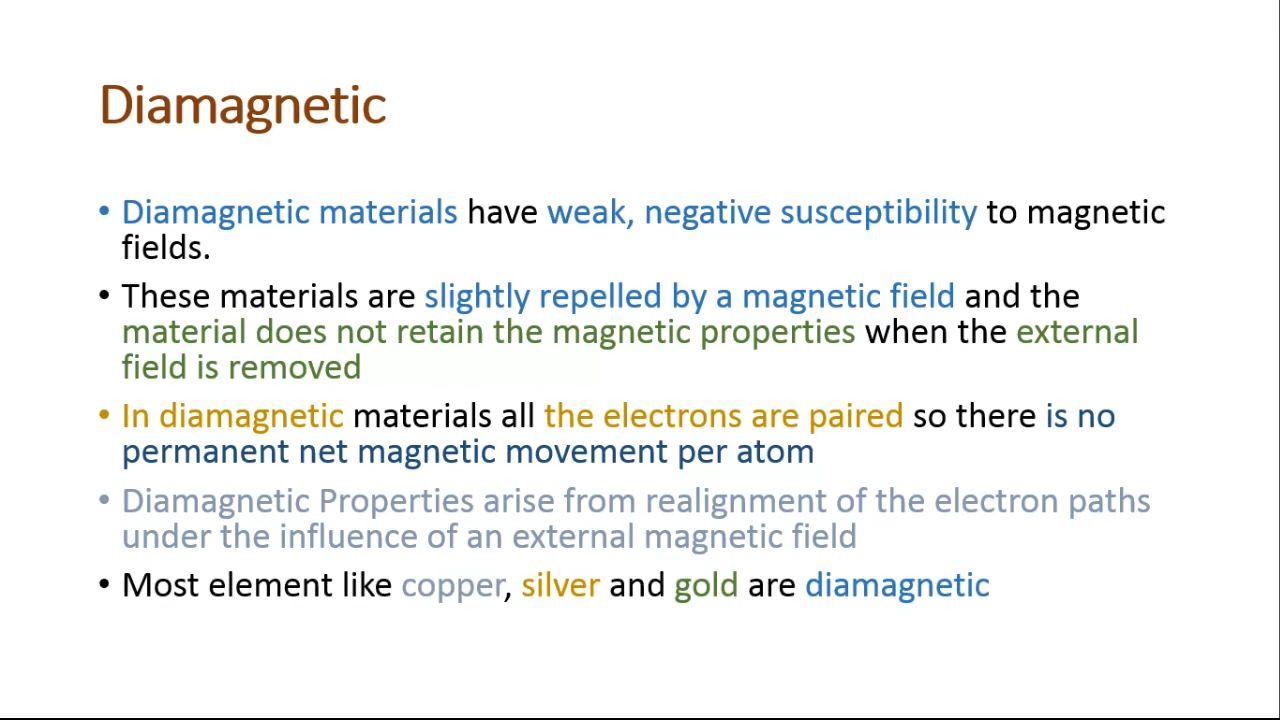 Diamagnetic
• Diamagnetic materials have weak, negative susceptibility to magnetic
fields.
• These materials are slightly repelled by a magnetic field and the
material does not retain the magnetic properties when the external
field is removed
• In diamagnetic materials all the electrons are paired so there is no
permanent net magnetic movement per atom
• Diamagnetic Properties arise from realignment of the electron paths
under the influence of an external magnetic field
• Most element like copper, silver and gold are diamagnetic